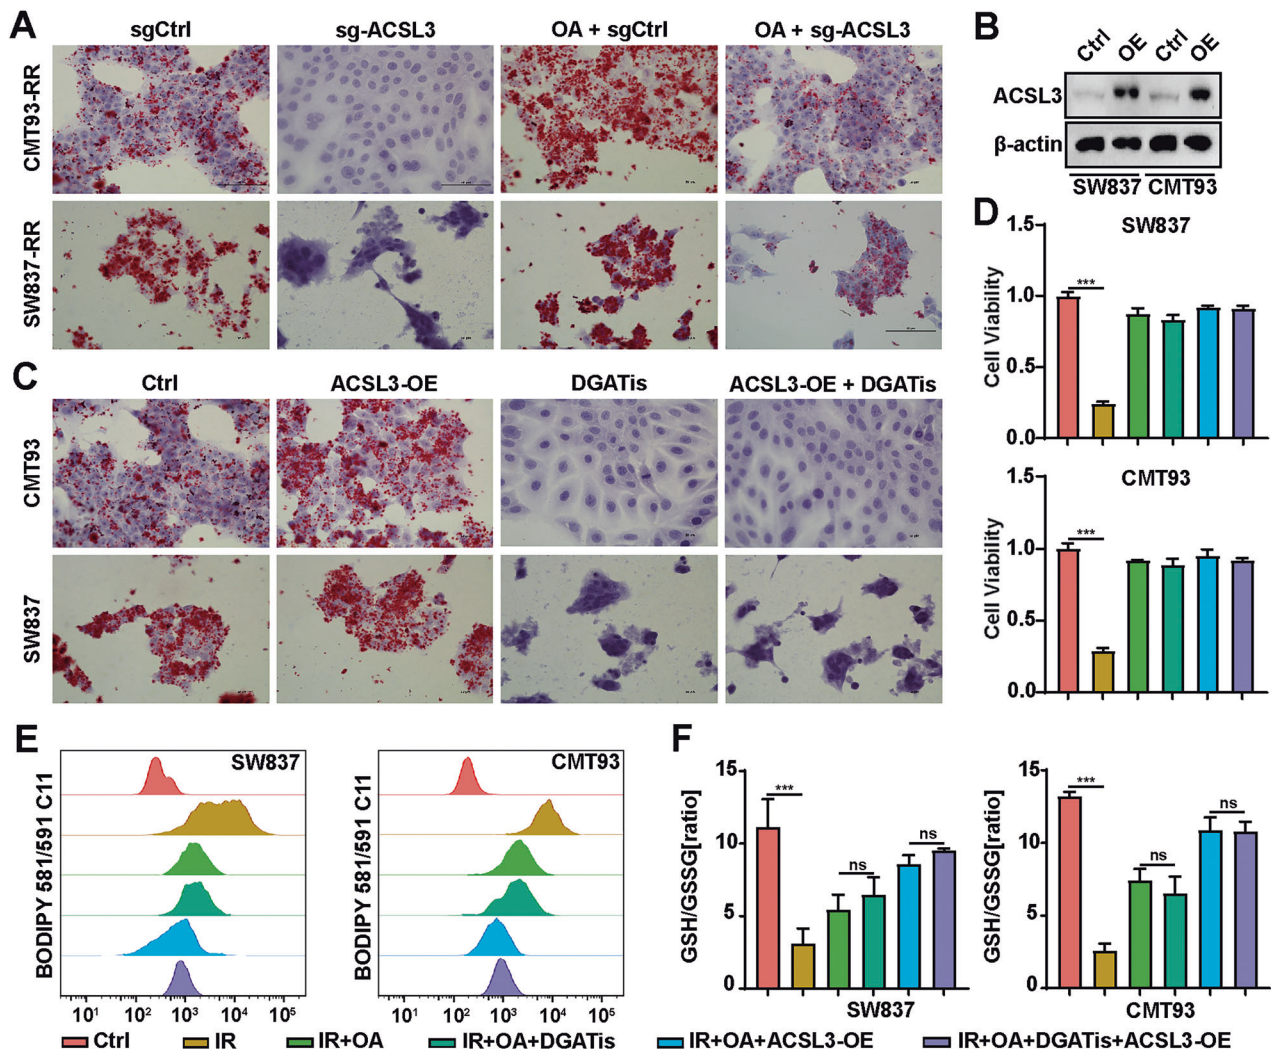 A
sgCtrl
sg-ACSL3
OA + sgCtrl
OA + sg-ACSL3
CMT93-RR
SW837-RR
B
Ctrl
OE
Ctrl
OE
ACSL3
β-actin
SW837
CMT93
C
Ctrl
ACSL3-OE
DGATis
ACSL3-OE + DGATis
CMT93
SW837
D
SW837
Cell Viability
1.5
1.0
0.5
0.0
***
CMT93
Cell Viability
1.5
1.0
0.5
0.0
***
E
BODIPY 581/591 C11
SW837
10¹ 10² 10³ 10⁴ 10⁵
BODIPY 581/591 C11
CMT93
10¹ 10² 10³ 10⁴ 10⁵
F
GSH/GSSG[ratio]
15
10
5
0
***
ns
ns
SW837
GSH/GSSG[ratio]
15
10
5
0
***
ns
ns
CMT93
Ctrl
IR
IR+OA
IR+OA+DGATis
IR+OA+ACSL3-OE
IR+OA+DGATis+ACSL3-OE